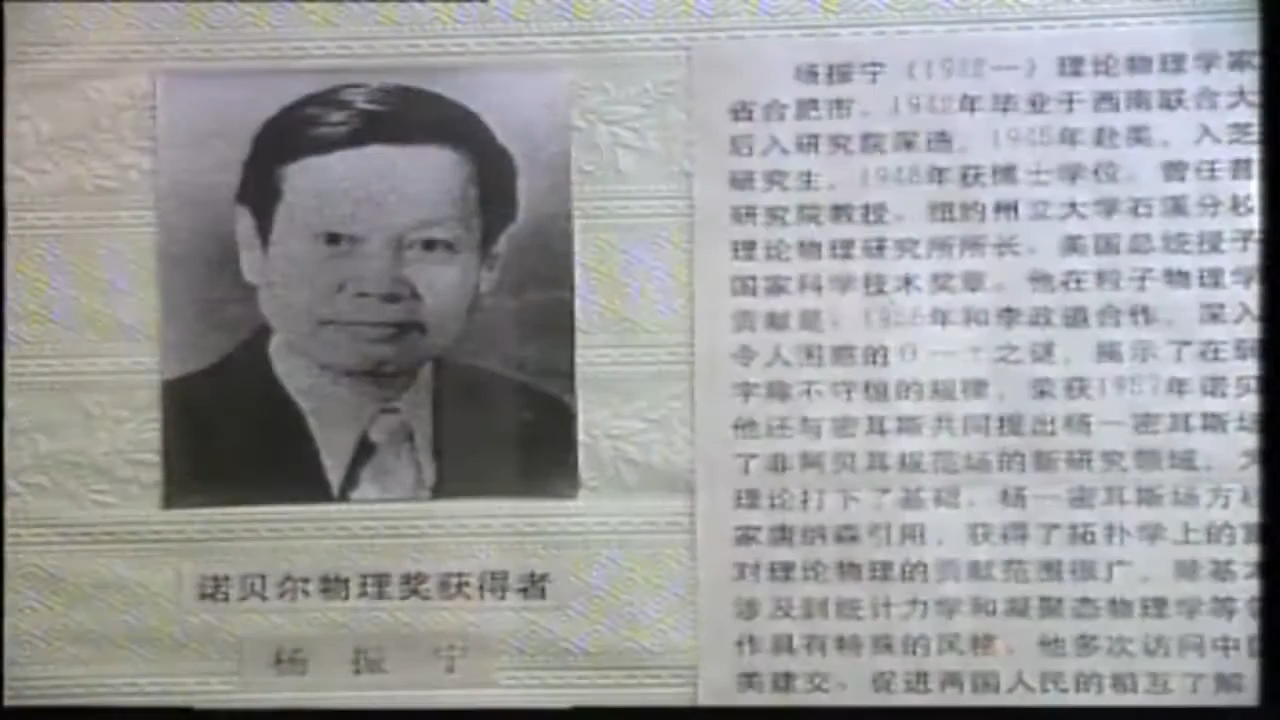 诺贝尔物理奖获得者
杨振宁
杨振宁（19 一）理论物理学家
省合肥市。1942年毕业于西南联合大
后入研究院深造。1945年赴美。入芝
研究生。1948年获博士学位。曾任普
研究院教授。纽约州立大学石溪分校
理论物理研究所所长。美国总统授予
国家科学技术奖章。他在粒子物理学
贡献是：1956年和李政道合作。深入
令人困惑的θ一τ之谜，揭示了在弱
宇称不守恒的规律，荣获1957年诺贝
他还与密耳斯共同提出杨一密耳斯场
了非阿贝耳规范场的新研究领域。
理论打下了基础。杨一密耳斯场方程
家唐纳森引用，获得了拓扑学上的
对理论物理的贡献范围很广，除基本
涉及到统计力学和凝聚态物理学等
作具有特殊的风格。他多次访问中国
美建交、促进两国人民的相互了解